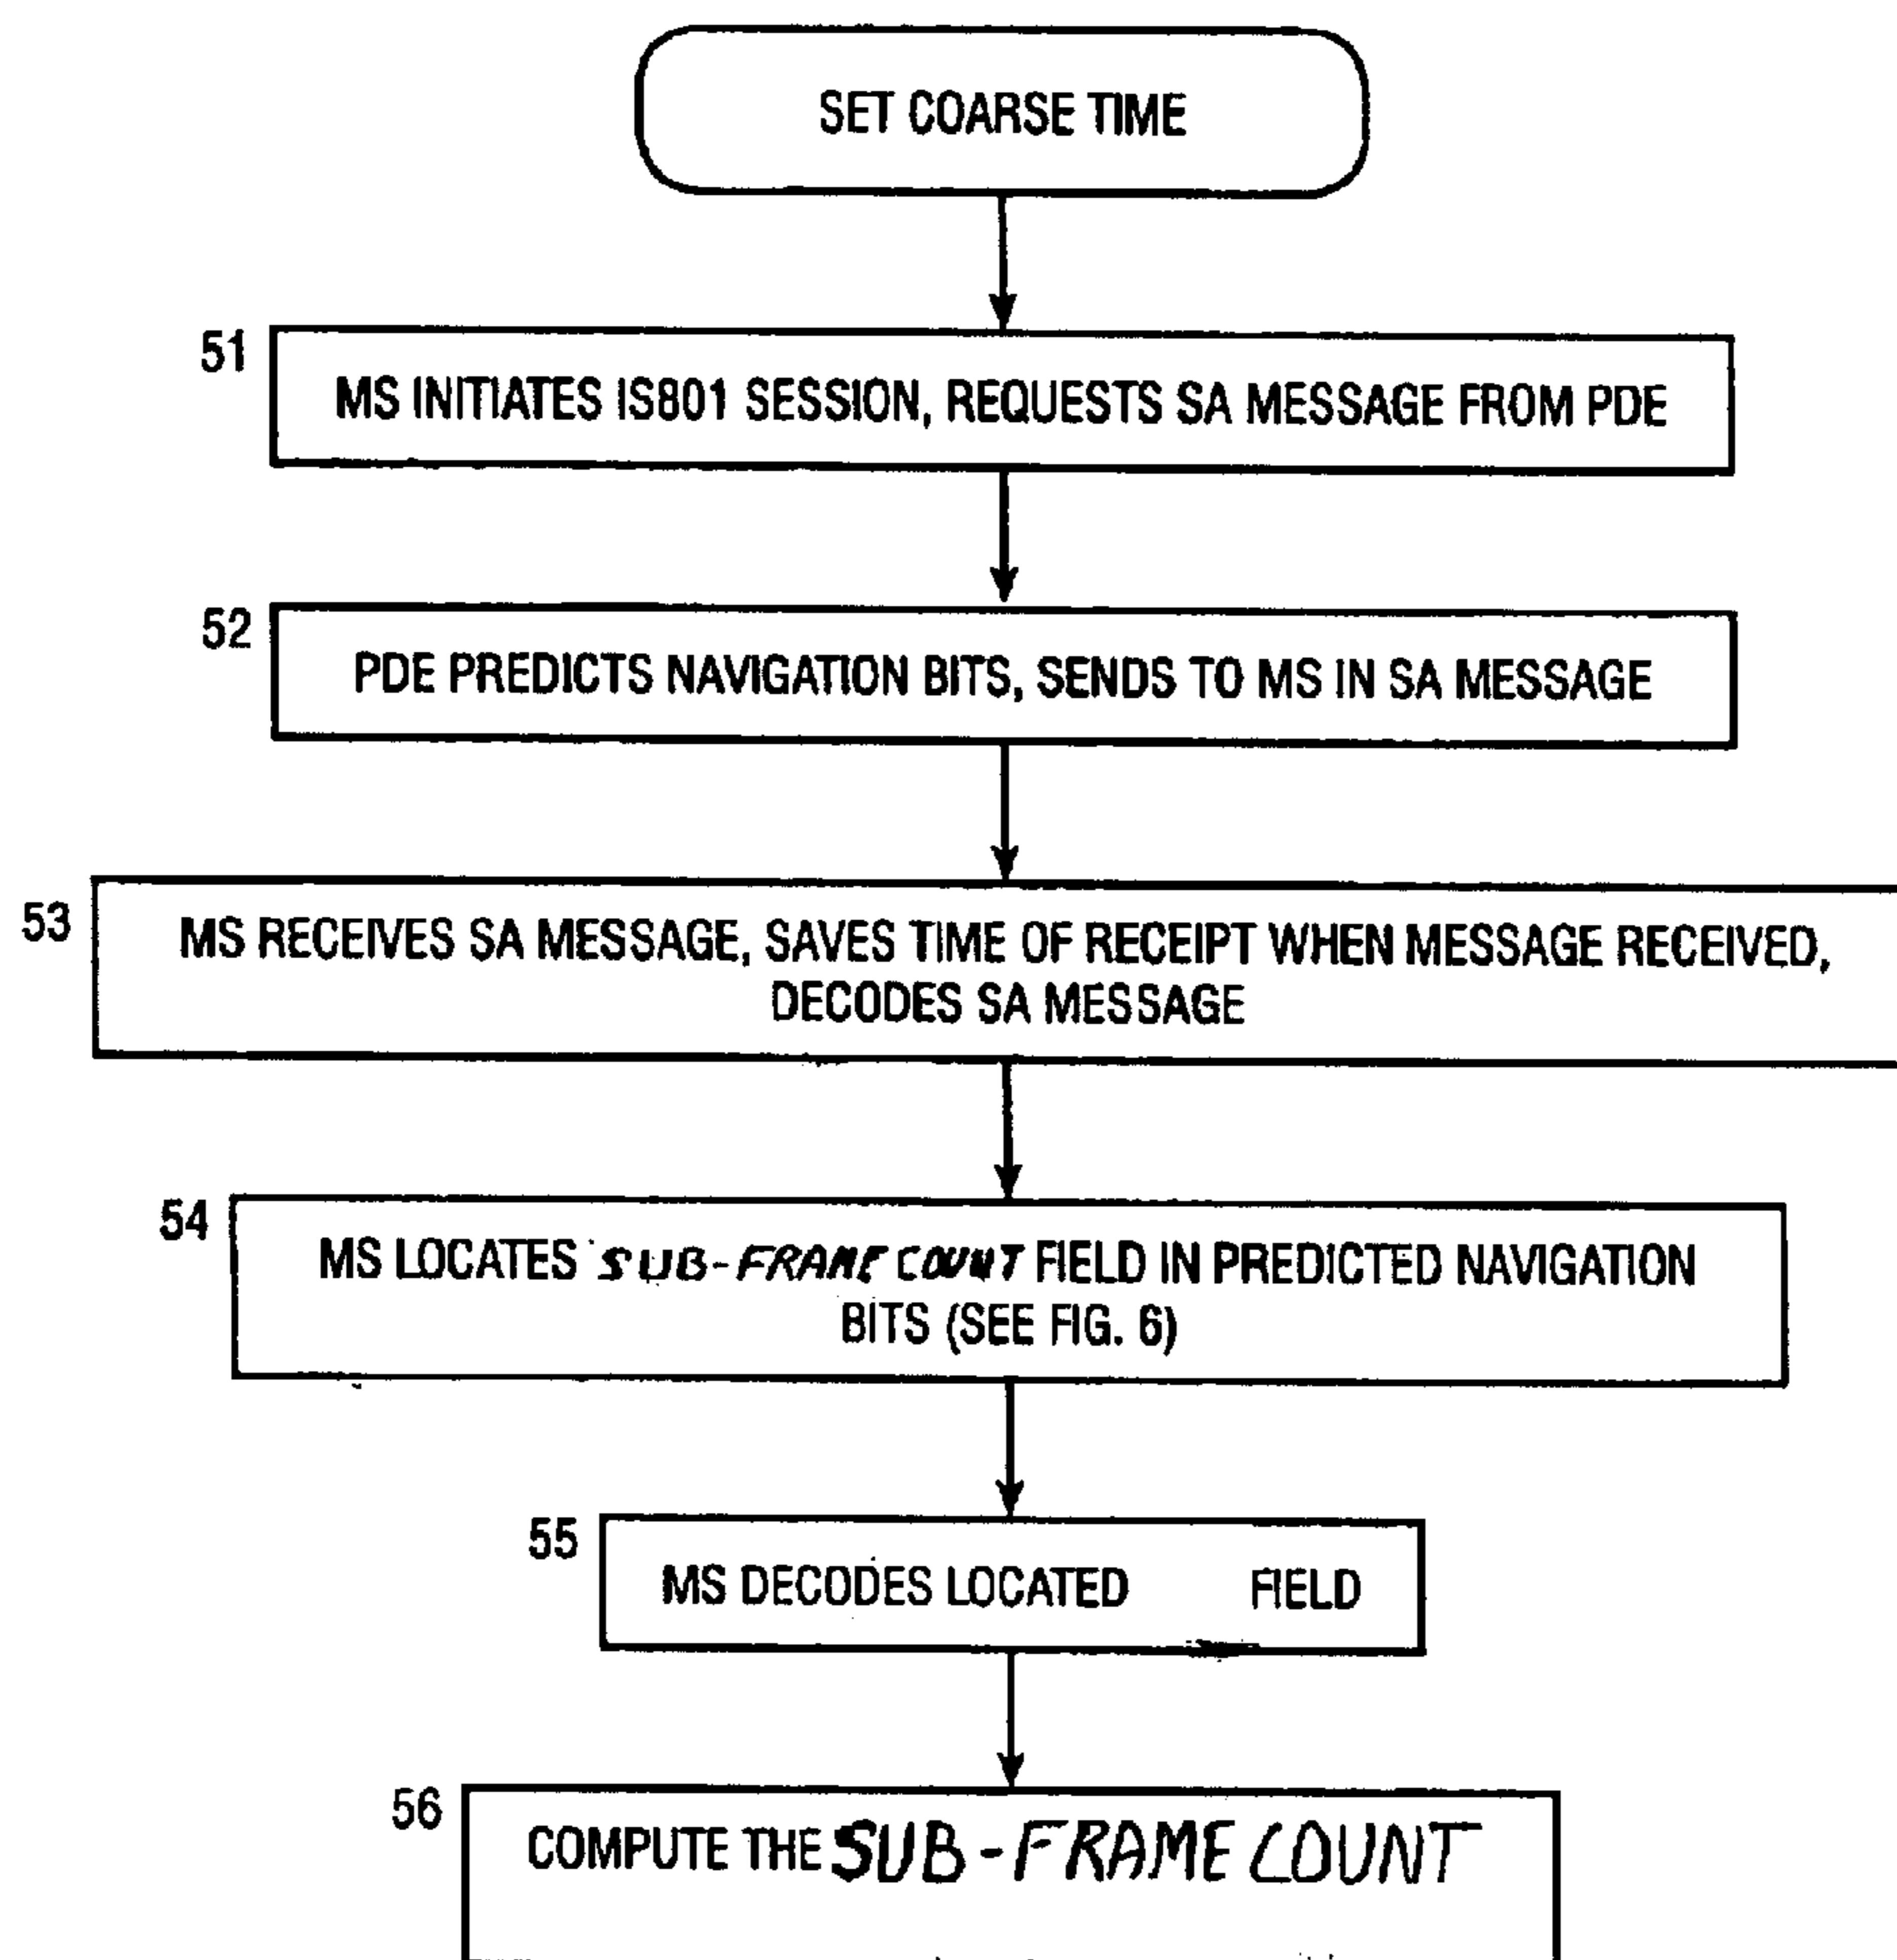 SET COARSE TIME
51
MS INITIATES IS801 SESSION, REQUESTS SA MESSAGE FROM PDE
52
PDE PREDICTS NAVIGATION BITS, SENDS TO MS IN SA MESSAGE
53
MS RECEIVES SA MESSAGE, SAVES TIME OF RECEIPT WHEN MESSAGE RECEIVED,
DECODES SA MESSAGE
54
MS LOCATES SUB-FRAME COUNT FIELD IN PREDICTED NAVIGATION
BITS (SEE FIG. 6)
55
MS DECODES LOCATED FIELD
56
COMPUTE THE SUB-FRAME COUNT